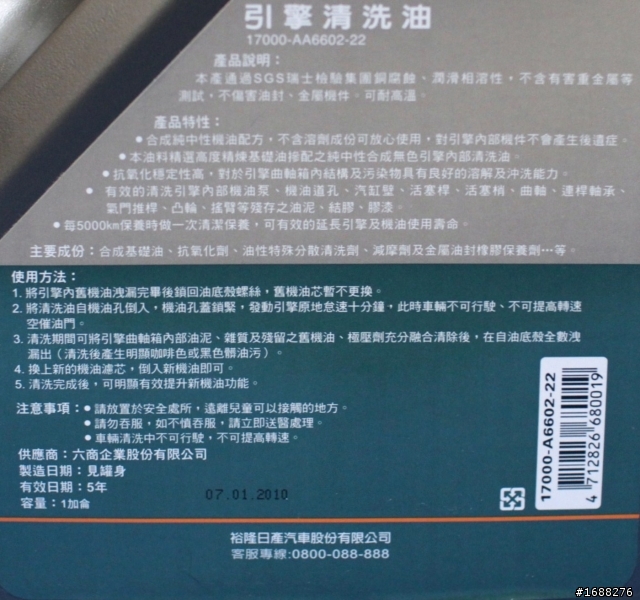 引擎清洗油
17000-AA6602-22
產品說明：
本產通過SGS瑞士檢驗集團銅腐蝕、潤滑相溶性，不含有害重金屬等
測試，不傷害油封、金屬機件。可耐高溫。
產品特性：
●合成純中性機油配方，不含溶劑成份可放心使用，對引擎內部機件不會產生後遺症。
●本油料精選高度精煉基礎油摻配之純中性合成無色引擎內部清洗油。
●抗氧化穩定性高，對於引擎曲軸箱內結構及污染物具有良好的溶解及沖洗能力。
●有效的清洗引擎內部機油泵、機油道孔、汽缸壁、活塞桿、活塞梢、曲軸、連桿軸承、
氣門推桿、凸輪、搖臂等殘存之油泥、結膠、膠漆。
●每5000km保養時做一次清潔保養，可有效的延長引擎及機油使用壽命。
主要成份：合成基礎油、抗氧化劑、油性特殊分散清洗劑、減摩劑及金屬油封橡膠保養劑…等。
使用方法：
1. 將引擎內舊機油洩漏完畢後鎖回油底殼螺絲，舊機油芯暫不更換。
2. 將清洗油自機油孔倒入，機油孔蓋鎖緊，發動引擎原地怠速十分鐘，此時車輛不可行駛、不可提高轉速
空催油門。
3. 清洗期間可將引擎曲軸箱內部油泥、雜質及殘留之舊機油、極壓劑充分融合清除後，在自油底殼全數洩
漏出（清洗後產生明顯咖啡色或黑色髒油污）。
4. 換上新的機油濾芯，倒入新機油即可。
5. 清洗完成後，可明顯有效提升新機油功能。
注意事項：●請放置於安全處所，遠離兒童可以接觸的地方。
●請勿吞服，如不慎吞服，請立即送醫處理。
●車輛清洗中不可行駛，不可提高轉速。
供應商：六商企業股份有限公司
製造日期：見罐身
有效日期：5年
容量：1加侖
07.01.2010
17000-A6602-22
4 712826 680019
裕隆日產汽車股份有限公司
客服專線:0800-088-888
#1688276